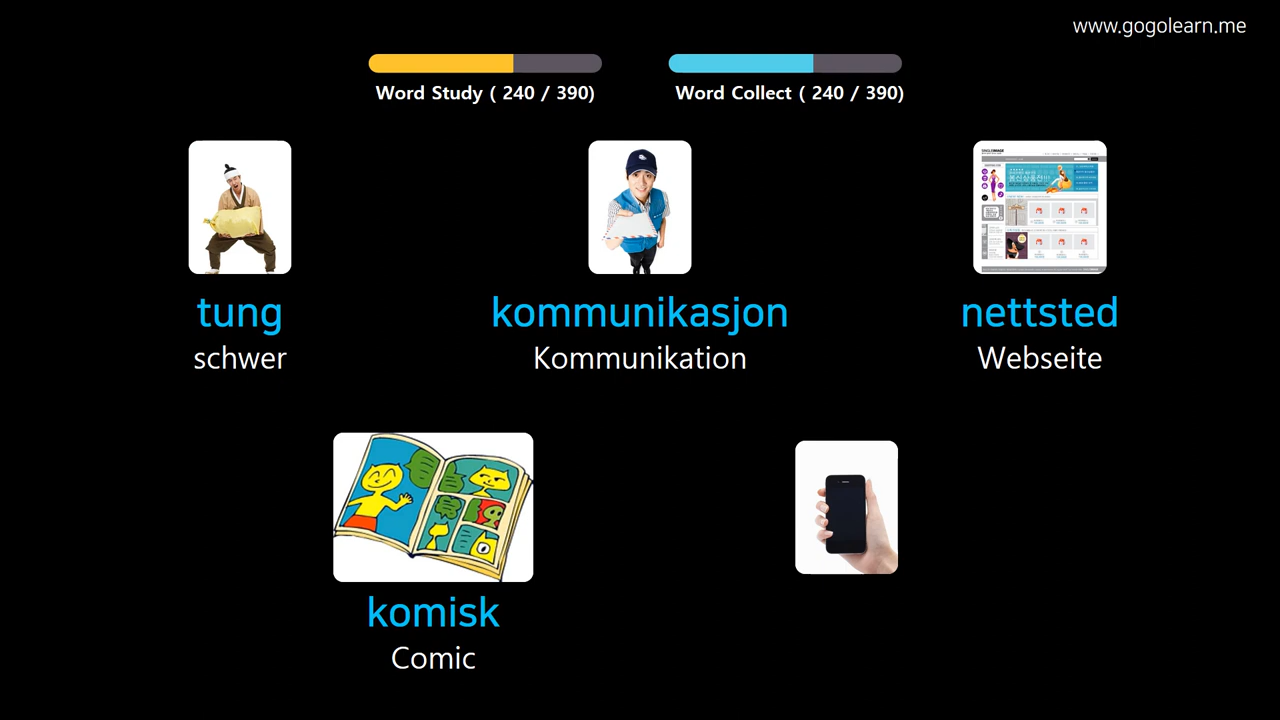 www.gogolearn.me
Word Study ( 240 / 390)
Word Collect ( 240 / 390)
tung
schwer
kommunikasjon
Kommunikation
nettsted
Webseite
komisk
Comic